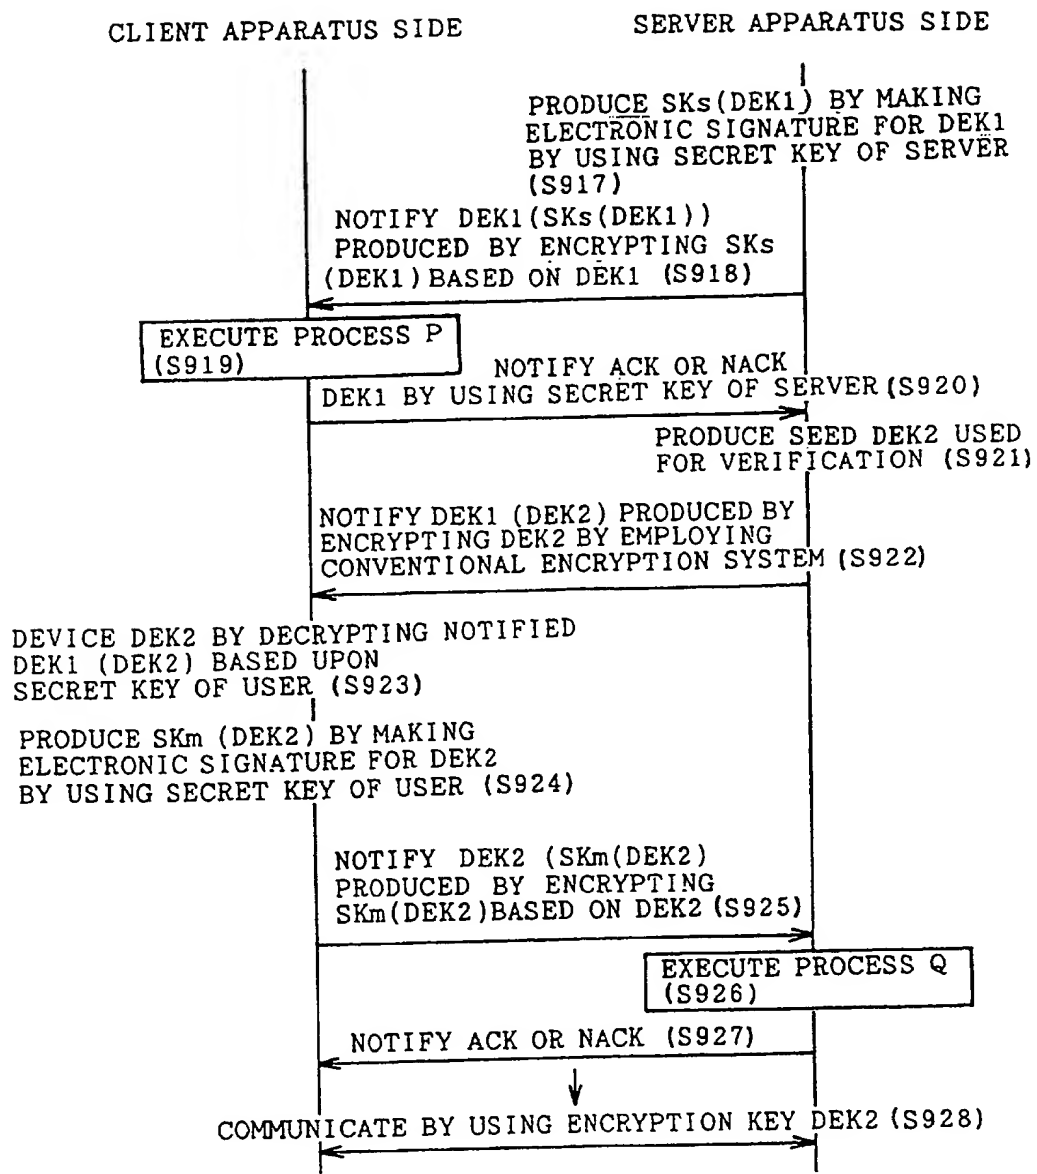 CLIENT APPARATUS SIDE
SERVER APPARATUS SIDE
PRODUCE SKs(DEK1) BY MAKING
ELECTRONIC SIGNATURE FOR DEK1
BY USING SECRET KEY OF SERVER
(S917)
NOTIFY DEK1(SKs(DEK1))
PRODUCED BY ENCRYPTING SKs
(DEK1) BASED ON DEK1 (S918)
EXECUTE PROCESS P
(S919)
NOTIFY ACK OR NACK
DEK1 BY USING SECRET KEY OF SERVER (S920)
PRODUCE SEED DEK2 USED
FOR VERIFICATION (S921)
NOTIFY DEK1 (DEK2) PRODUCED BY
ENCRYPTING DEK2 BY EMPLOYING
CONVENTIONAL ENCRYPTION SYSTEM (S922)
DEVICE DEK2 BY DECRYPTING NOTIFIED
DEK1 (DEK2) BASED UPON
SECRET KEY OF USER (S923)
PRODUCE SKm (DEK2) BY MAKING
ELECTRONIC SIGNATURE FOR DEK2
BY USING SECRET KEY OF USER (S924)
NOTIFY DEK2 (SKm(DEK2)
PRODUCED BY ENCRYPTING
SKm(DEK2)BASED ON DEK2 (S925)
EXECUTE PROCESS Q
(S926)
NOTIFY ACK OR NACK (S927)
COMMUNICATE BY USING ENCRYPTION KEY DEK2 (S928)